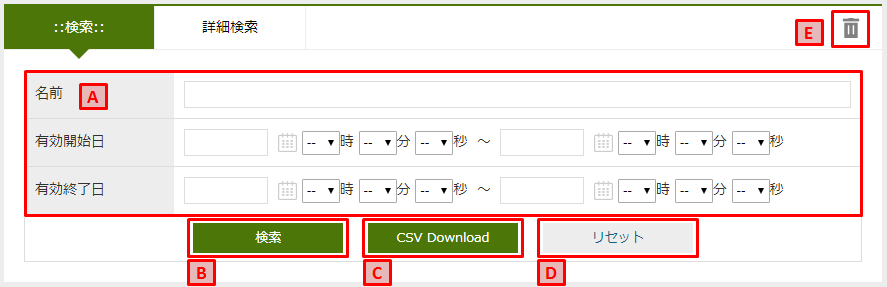 ::検索:: 詳細検索 E
名前 A
有効開始日 -- 時 -- 分 -- 秒 ～ -- 時 -- 分 -- 秒
有効終了日 -- 時 -- 分 -- 秒 ～ -- 時 -- 分 -- 秒
検索 CSV Download リセット
B C D